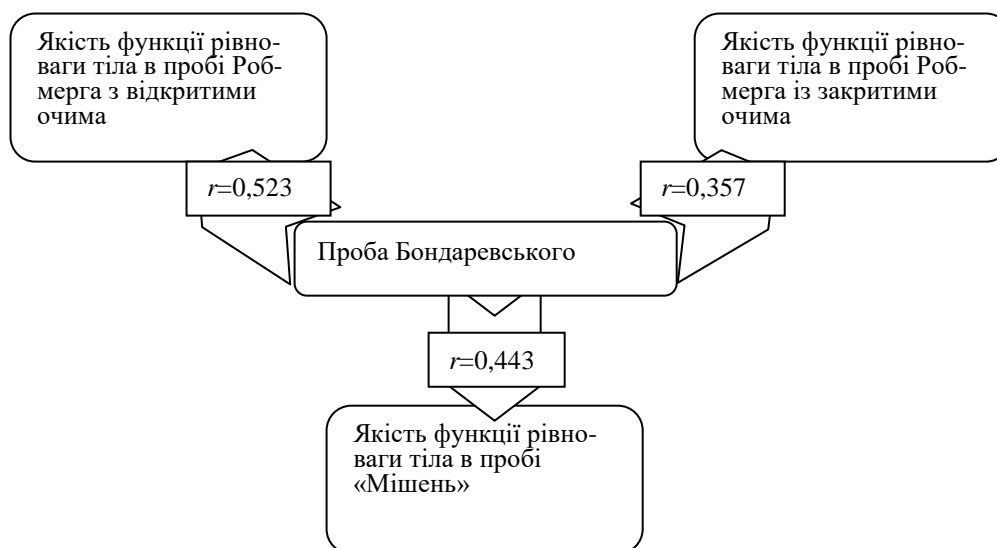 Якість функції рівно-
ваги тіла в пробі Роб-
мерга з відкритими
очима
Якість функції рівно-
ваги тіла в пробі Роб-
мерга із закритими
очима
r=0,523
r=0,357
Проба Бондаревського
r=0,443
Якість функції рівно-
ваги тіла в пробі
«Мішень»